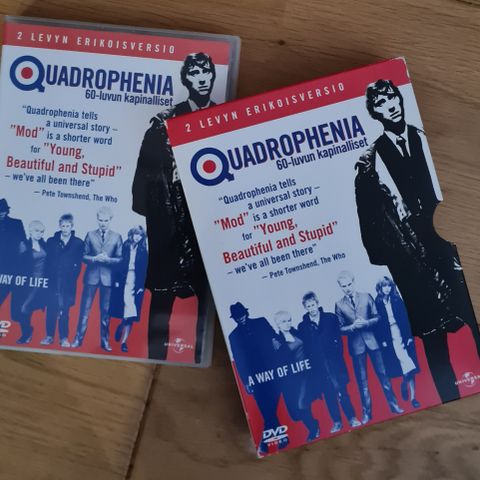 2 LEVYN ERIKOISVERSIO
QUADROPHENIA
60-luvun kapinalliset
"Quadrophenia tells
a universal story –
"Mod" is a shorter word
for "Young,
Beautiful and Stupid"
– we've all been there"
– Pete Townshend, The Who
WAY OF LIFE
DVD
VIDEO
UNIVERSAL
2 LEVYN ERIKOISVERSIO
QUADROPHENIA
60-luvun kapinalliset
"Quadrophenia tells
a universal story –
"Mod" is a shorter word
for "Young,
Beautiful and Stupid"
– we've all been there"
– Pete Townshend, The Who
A WAY OF LIFE
DVD
VIDEO
UNIVERSAL